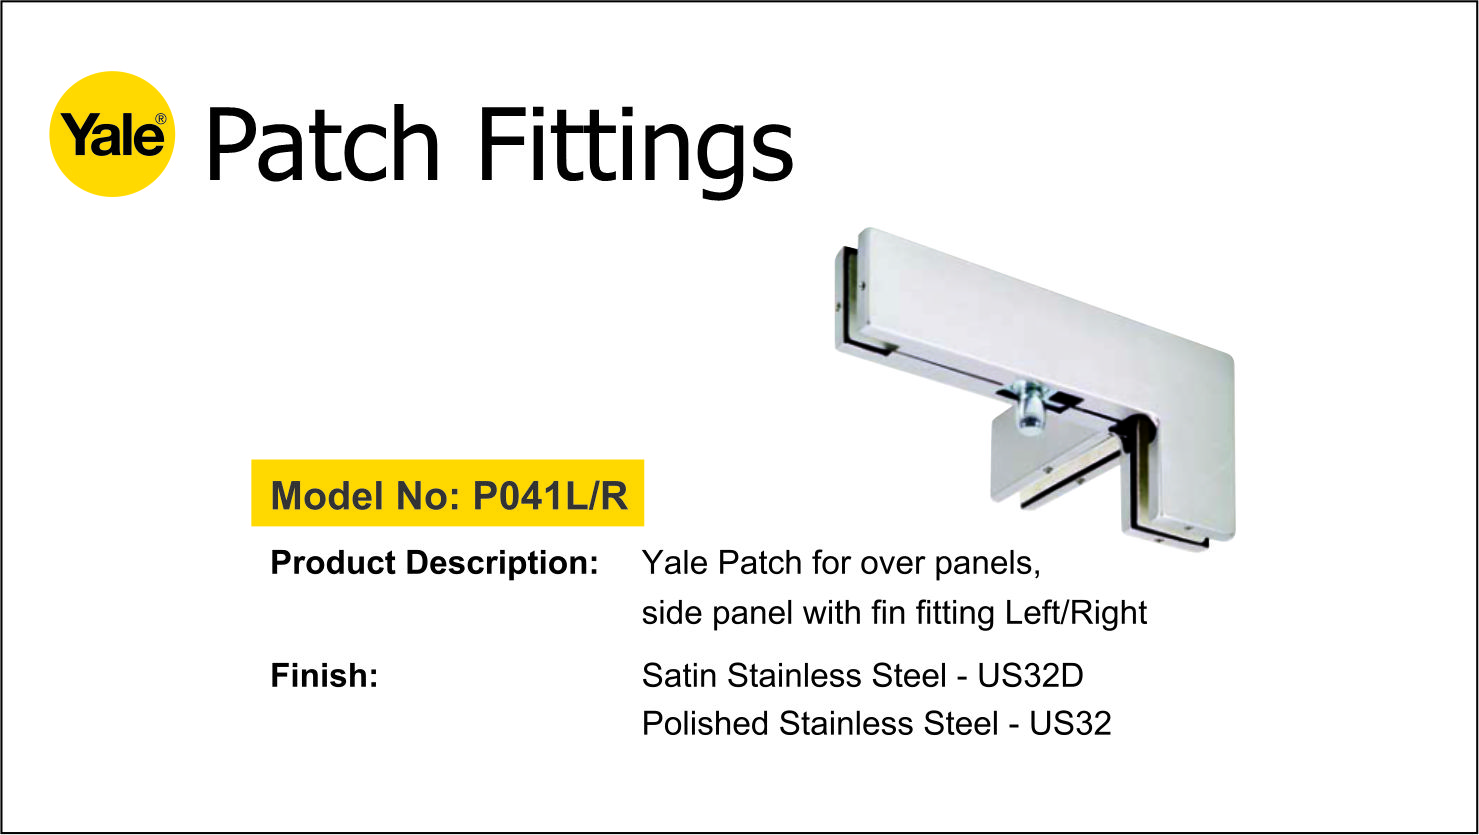 Yale®
Patch Fittings
Model No: P041L/R
Product Description: Yale Patch for over panels,
side panel with fin fitting Left/Right
Finish: Satin Stainless Steel - US32D
Polished Stainless Steel - US32